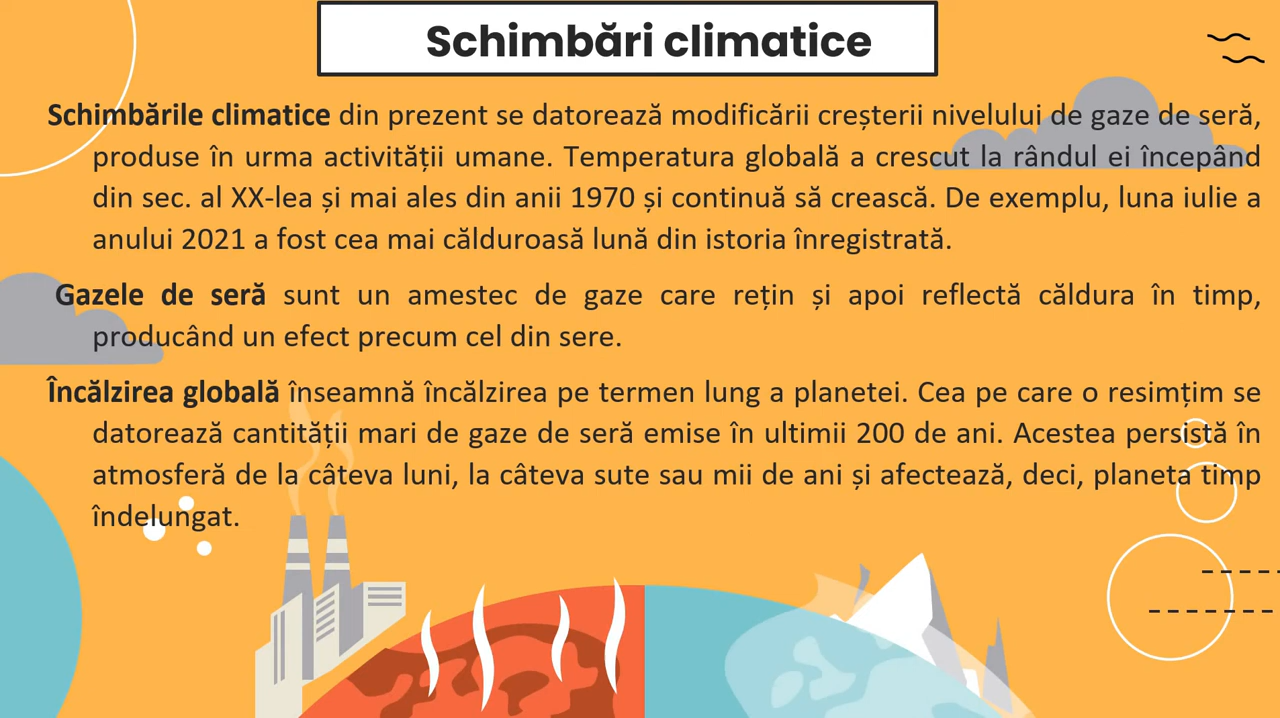 Schimbări climatice
Schimbările climatice din prezent se datorează modificării creșterii nivelului de gaze de seră,
produse în urma activității umane. Temperatura globală a crescut la rândul ei începând
din sec. al XX-lea și mai ales din anii 1970 și continuă să crească. De exemplu, luna iulie a
anului 2021 a fost cea mai călduroasă lună din istoria înregistrată.
Gazele de seră sunt un amestec de gaze care rețin și apoi reflectă căldura în timp,
producând un efect precum cel din sere.
Încălzirea globală înseamnă încălzirea pe termen lung a planetei. Cea pe care o resimțim se
datorează cantității mari de gaze de seră emise în ultimii 200 de ani. Acestea persistă în
atmosferă de la câteva luni, la câteva sute sau mii de ani și afectează, deci, planeta timp
îndelungat.